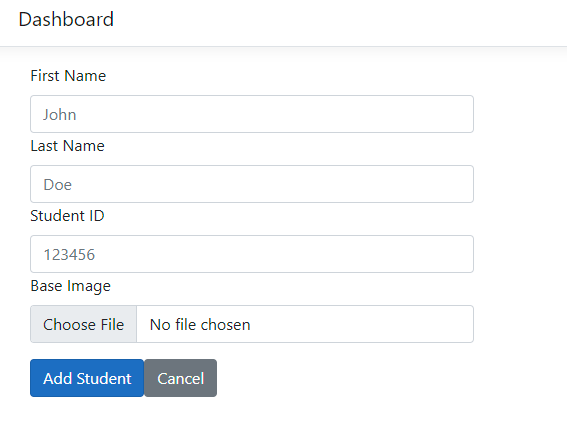 Dashboard
First Name
John
Last Name
Doe
Student ID
123456
Base Image
Choose File No file chosen
Add Student Cancel